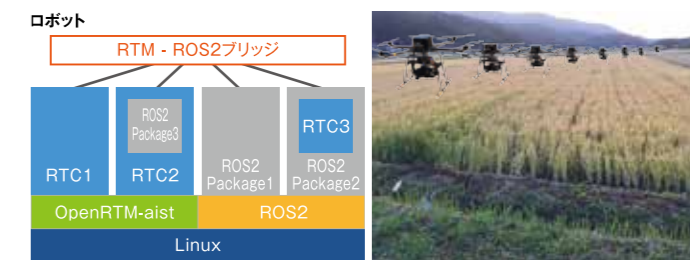 ロボット
RTM - ROS2ブリッジ
ROS2
Package3
RTC3
RTC1
RTC2
ROS2
Package1
ROS2
Package2
OpenRTM-aist
ROS2
Linux